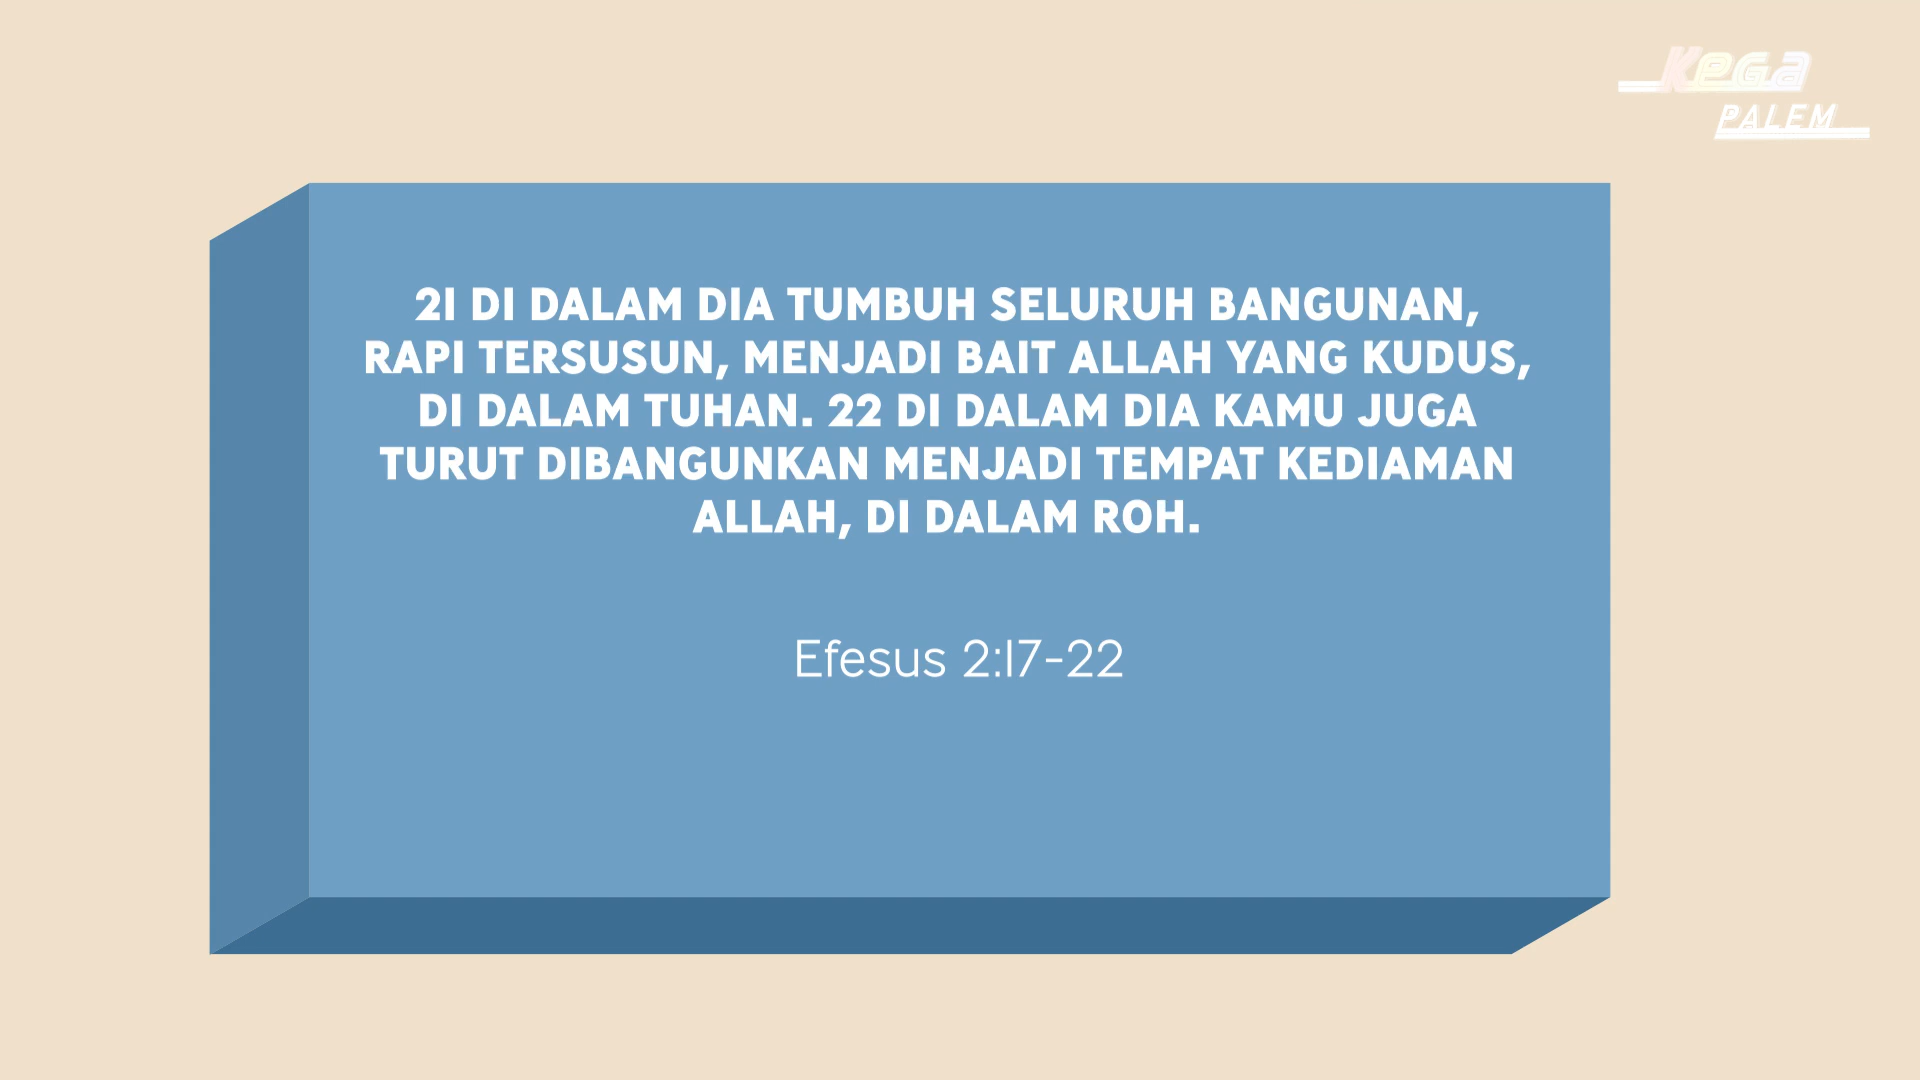 Kega
PALEM
21 DI DALAM DIA TUMBUH SELURUH BANGUNAN,
RAPI TERSUSUN, MENJADI BAIT ALLAH YANG KUDUS,
DI DALAM TUHAN. 22 DI DALAM DIA KAMU JUGA
TURUT DIBANGUNKAN MENJADI TEMPAT KEDIAMAN
ALLAH, DI DALAM ROH.
Efesus 2:17-22